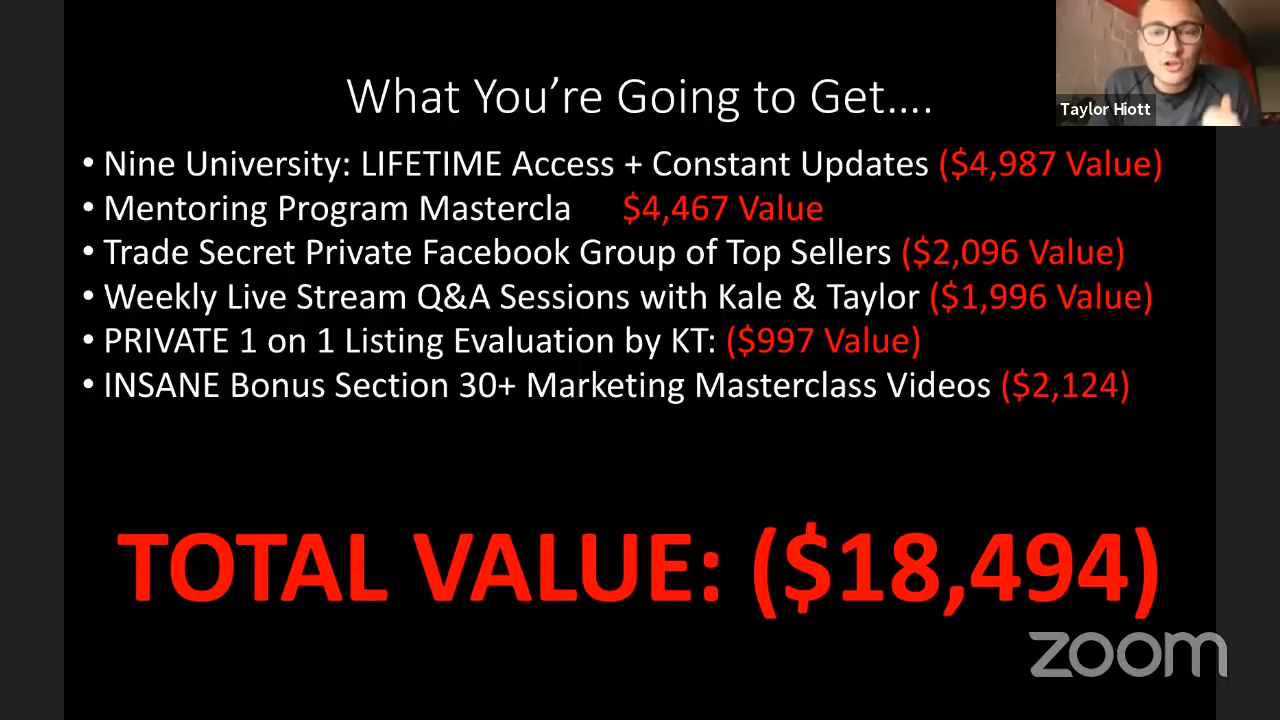 What You're Going to Get....
Taylor Hiott
• Nine University: LIFETIME Access + Constant Updates ($4,987 Value)
• Mentoring Program Mastercla $4,467 Value
• Trade Secret Private Facebook Group of Top Sellers ($2,096 Value)
• Weekly Live Stream Q&A Sessions with Kale & Taylor ($1,996 Value)
• PRIVATE 1 on 1 Listing Evaluation by KT: ($997 Value)
• INSANE Bonus Section 30+ Marketing Masterclass Videos ($2,124)
TOTAL VALUE: ($18,494)
zoom